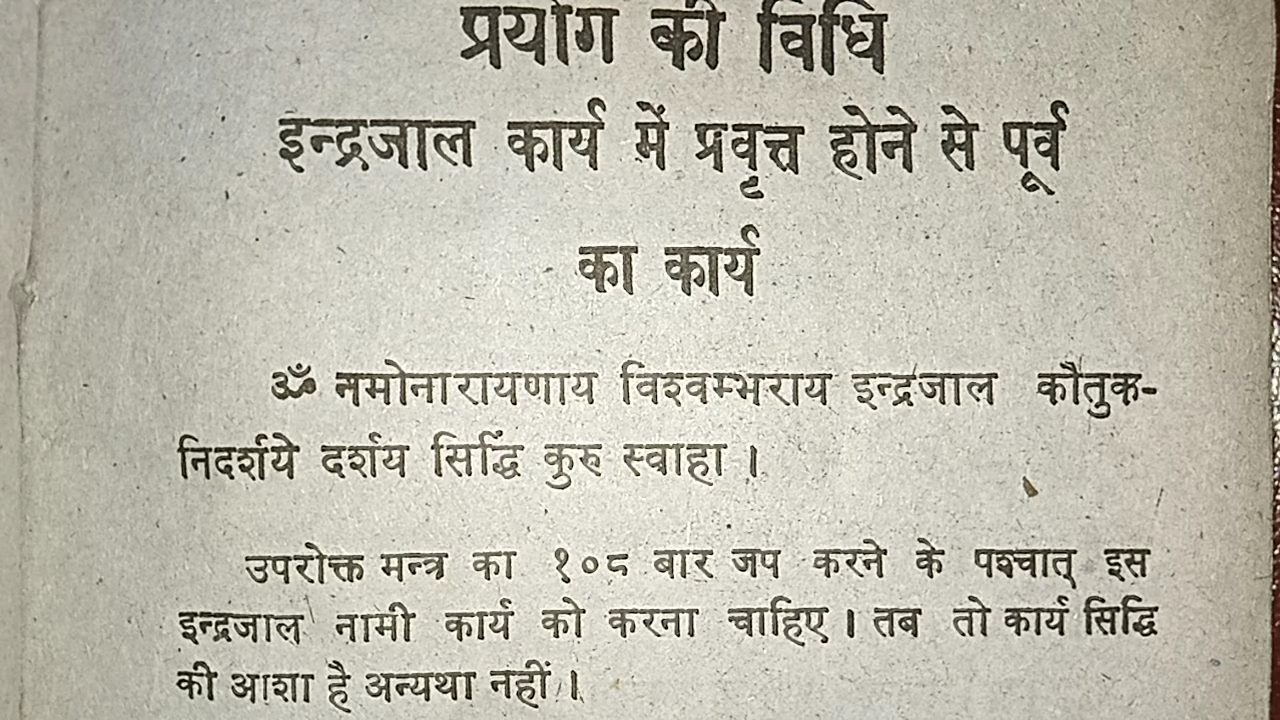 प्रयोग की विधि
इन्द्रजाल कार्य में प्रवृत्त होने से पूर्व
का कार्य
ॐ नमोनारायणाय विश्वम्भराय इन्द्रजाल कौतुक-
निदर्शये दर्शय सिद्धिं कुरु स्वाहा ।
उपरोक्त मन्त्र का १०८ बार जप करने के पश्चात् इस
इन्द्रजाल नामी कार्य को करना चाहिए । तब तो कार्य सिद्धि
की आशा है अन्यथा नहीं ।